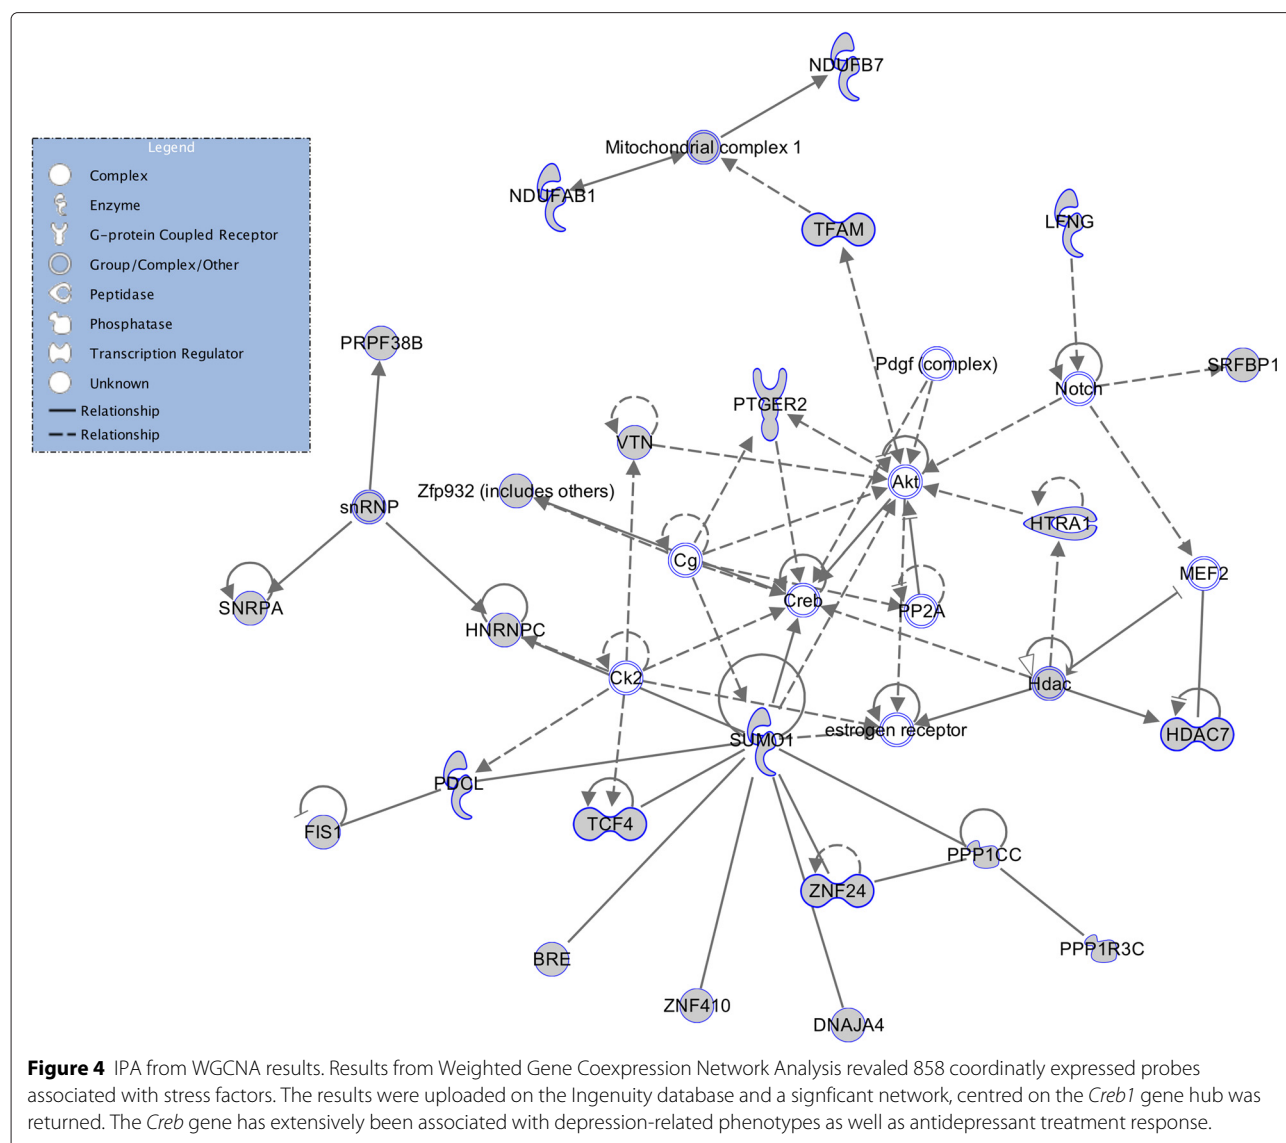 NDUFB7
Mitochondrial complex 1
NDUFAB1
TFAM
LFNG
Legend
Complex
Enzyme
G-protein Coupled Receptor
Group/Complex/Other
Peptidase
Phosphatase
Transcription Regulator
Unknown
Relationship
Relationship
PRPF38B
Pdgf (complex)
SRFBP1
Notch
PTGER2
VTN
Akt
Zfp932 (includes others)
snRNP
HTRA1
Cg
MEF2
Creb
PP2A
SNRPA
HNRNPC
Ck2
Hdac
estrogen receptor
HDAC7
SUMO1
PDCL
FIS1
TCF4
PPP1CC
ZNF24
PPP1R3C
BRE
ZNF410
DNAJA4
Figure 4 IPA from WGCNA results. Results from Weighted Gene Coexpression Network Analysis revaled 858 coordinatly expressed probes
associated with stress factors. The results were uploaded on the Ingenuity database and a signficant network, centred on the Creb1 gene hub was
returned. The Creb gene has extensively been associated with depression-related phenotypes as well as antidepressant treatment response.